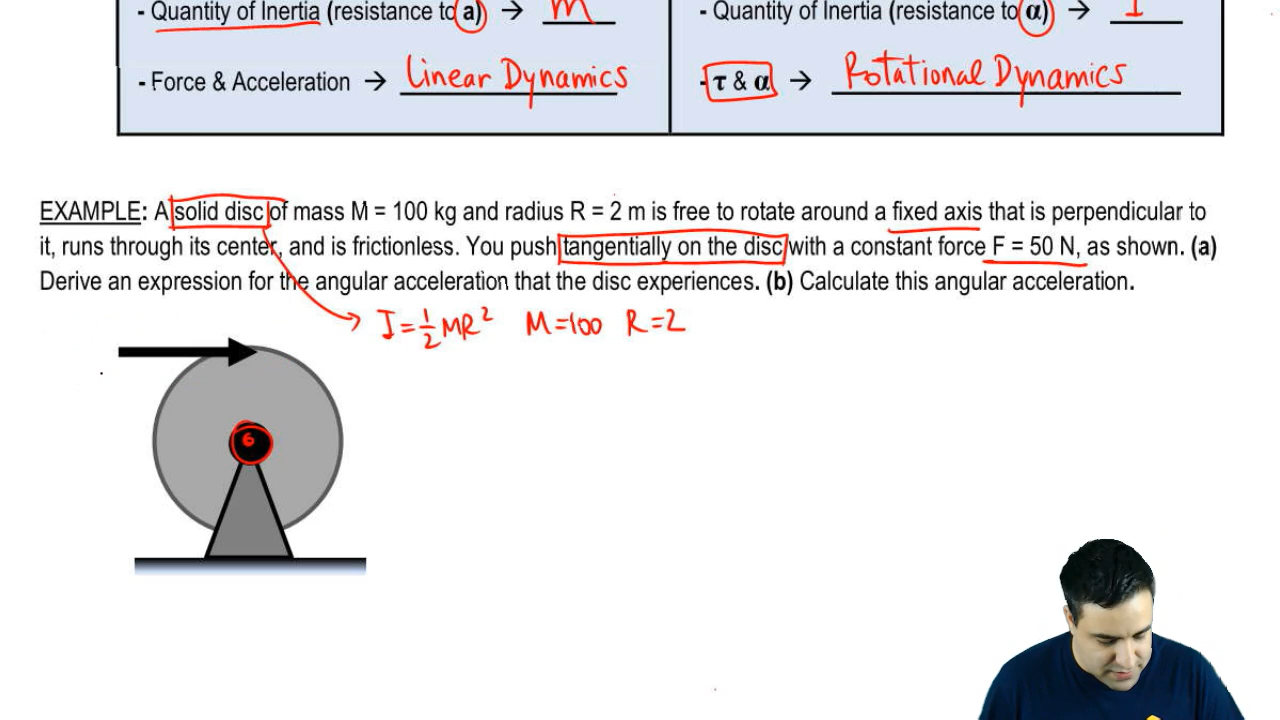 - Quantity of Inertia (resistance to a) → m
- Quantity of Inertia (resistance to α) → I
- Force & Acceleration → Linear Dynamics
- τ & α → Rotational Dynamics
EXAMPLE: A solid disc of mass M = 100 kg and radius R = 2 m is free to rotate around a fixed axis that is perpendicular to
it, runs through its center, and is frictionless. You push tangentially on the disc with a constant force F = 50 N, as shown. (a)
Derive an expression for the angular acceleration that the disc experiences. (b) Calculate this angular acceleration.
I = ½ MR² M=100 R=2